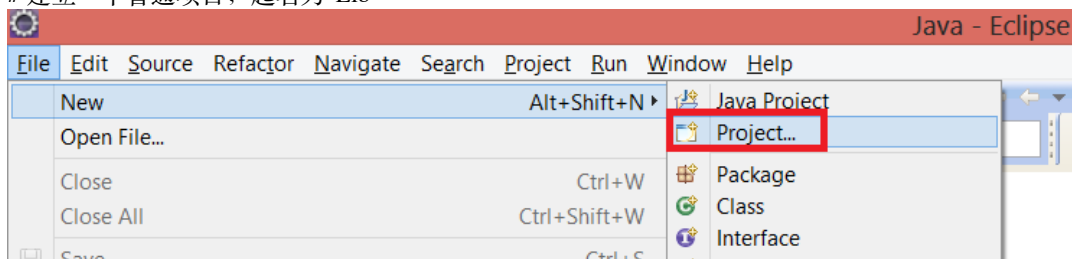 Java - Eclipse
File Edit Source Refactor Navigate Search Project Run Window Help
New Alt+Shift+N
Java Project
Open File...
Project...
Close Ctrl+W
Package
Close All Ctrl+Shift+W
Class
Interface